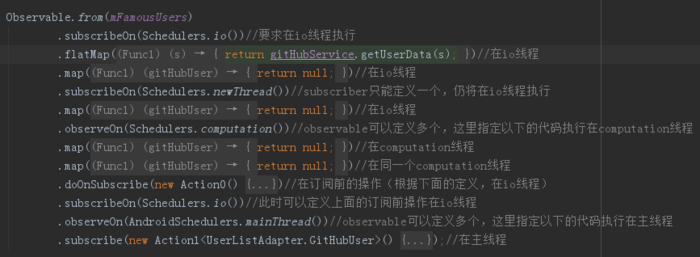 Observable.from(mFamousUsers)
.subscribeOn(Schedulers.io())//要求在io线程执行
.flatMap((Func1) (s) → { return gitHubService.getUserData(s); })//在io线程
.map((Func1) (gitHubUser) → { return null; })//在io线程
.subscribeOn(Schedulers.newThread())//subscriber只能定义一个,仍将在io线程执行
.map((Func1) (gitHubUser) → { return null; })//在io线程
.observeOn(Schedulers.computation())//observable可以定义多个,这里指定以下的代码执行在computation线程
.map((Func1) (gitHubUser) → { return null; })//在computation线程
.map((Func1) (gitHubUser) → { return null; })//在同一个computation线程
.doOnSubscribe(new Action0() {...})//在订阅前的操作(根据下面的定义,在io线程)
.subscribeOn(Schedulers.io())//此时可以定义上面的订阅前操作在io线程
.observeOn(AndroidSchedulers.mainThread())//observable可以定义多个,这里指定以下的代码执行在主线程
.subscribe(new Action1<UserListAdapter.GitHubUser>() {...});//在主线程